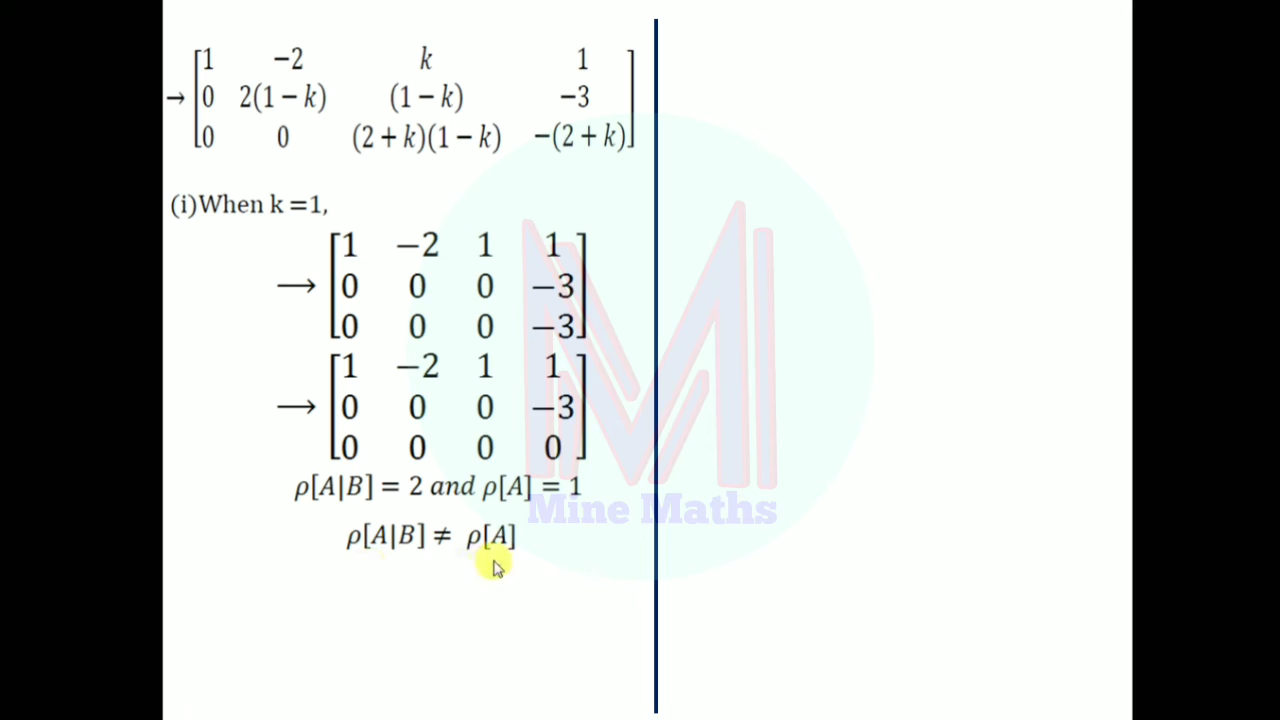 1 −2 k 1
→ 0 2(1 − k) (1 − k) −3
0 0 (2 + k)(1 − k) −(2 + k)
(i)When k =1,
1 −2 1 1
⟶ 0 0 0 −3
0 0 0 −3
1 −2 1 1
⟶ 0 0 0 −3
0 0 0 0
ρ[A|B] = 2 and ρ[A] = 1
Mine Maths
ρ[A|B] ≠ ρ[A]